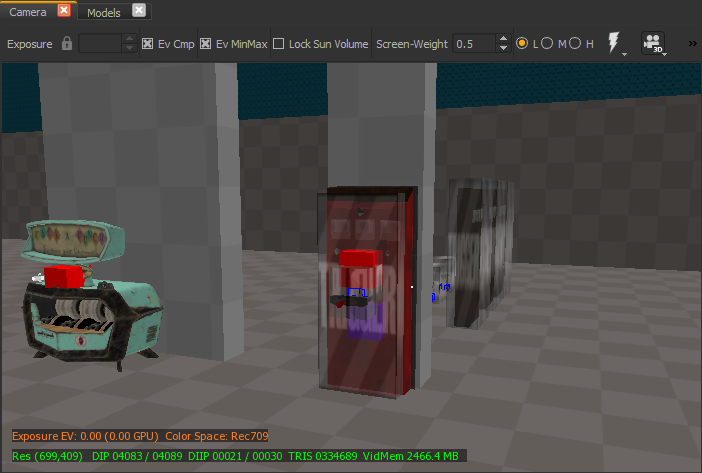 Camera Models
Exposure Ev Cmp Ev MinMax Lock Sun Volume Screen-Weight 0.5 L M H 3D »
Exposure EV: 0.00 (0.00 GPU) Color Space: Rec709
Res (699,409) DIP 04083 / 04089 DIIP 00021 / 00030 TRIS 0334689 VidMem 2466.4 MB